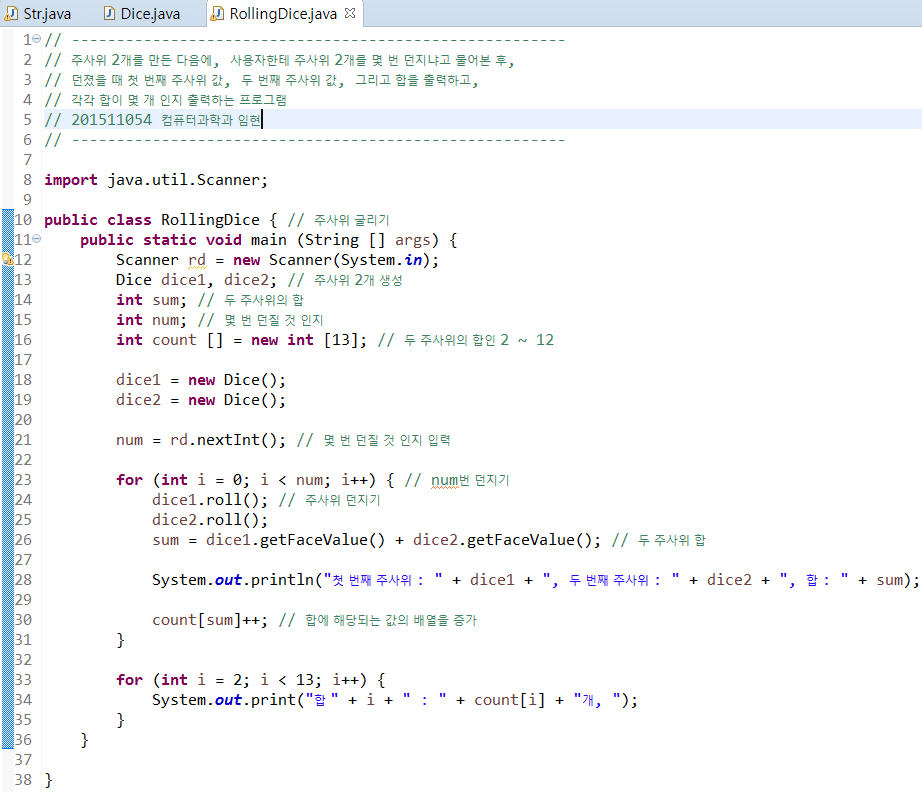 Str.java Dice.java RollingDice.java
1 // -------------------------------------------------------
2 // 주사위 2개를 만든 다음에, 사용자한테 주사위 2개를 몇 번 던지냐고 물어본 후,
3 // 던졌을 때 첫 번째 주사위 값, 두 번째 주사위 값, 그리고 합을 출력하고,
4 // 각각 합이 몇 개 인지 출력하는 프로그램
5 // 201511054 컴퓨터과학과 임현
6 // -------------------------------------------------------
7
8 import java.util.Scanner;
9
10 public class RollingDice { // 주사위 굴리기
11     public static void main (String [] args) {
12         Scanner rd = new Scanner(System.in);
13         Dice dice1, dice2; // 주사위 2개 생성
14         int sum; // 두 주사위의 합
15         int num; // 몇 번 던질 것 인지
16         int count [] = new int [13]; // 두 주사위의 합인 2 ~ 12
17
18         dice1 = new Dice();
19         dice2 = new Dice();
20
21         num = rd.nextInt(); // 몇 번 던질 것 인지 입력
22
23         for (int i = 0; i < num; i++) { // num번 던지기
24             dice1.roll(); // 주사위 던지기
25             dice2.roll();
26             sum = dice1.getFaceValue() + dice2.getFaceValue(); // 두 주사위 합
27
28             System.out.println("첫 번째 주사위 : " + dice1 + ", 두 번째 주사위 : " + dice2 + ", 합 : " + sum);
29
30             count[sum]++; // 합에 해당되는 값의 배열을 증가
31         }
32
33         for (int i = 2; i < 13; i++) {
34             System.out.print("합 " + i + " : " + count[i] + "개, ");
35         }
36     }
37
38 }